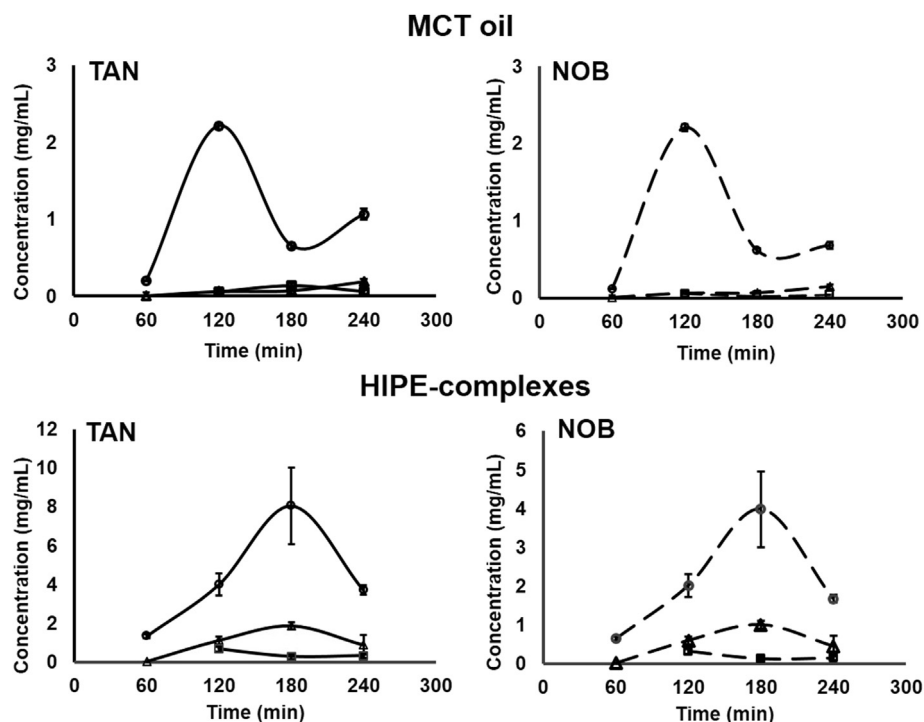 MCT oil
TAN
Concentration (mg/mL)
3
2
1
0
0 60 120 180 240 300
Time (min)
NOB
Concentration (mg/mL)
3
2
1
0
0 60 120 180 240 300
Time (min)
HIPE-complexes
TAN
Concentration (mg/mL)
12
10
8
6
4
2
0
0 60 120 180 240 300
Time (min)
NOB
Concentration (mg/mL)
6
5
4
3
2
1
0
0 60 120 180 240 300
Time (min)